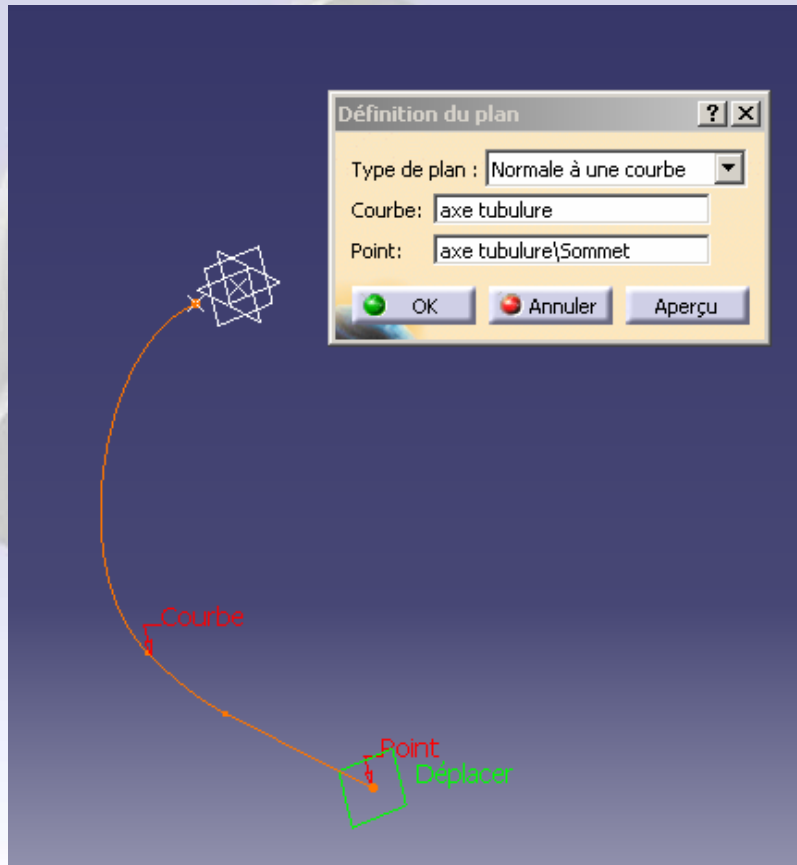 Définition du plan
Type de plan : Normale à une courbe
Courbe: axe tubulure
Point: axe tubulure\Sommet
OK Annuler Aperçu
Courbe
Point
Déplacer